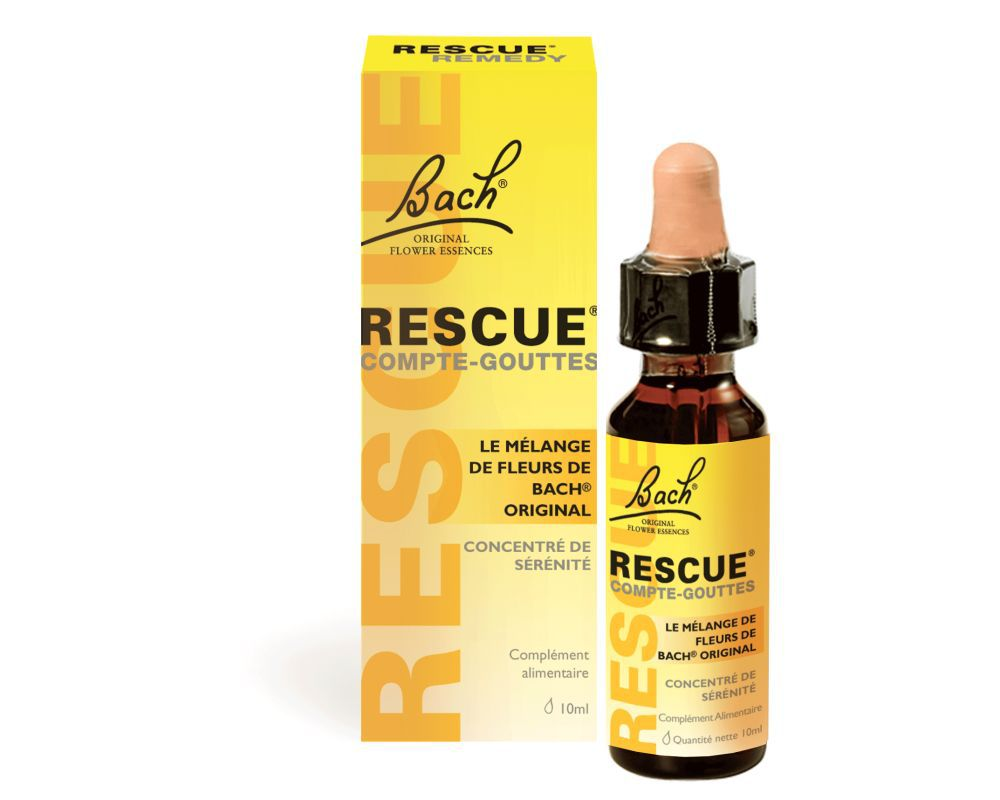 RESCUE®
REMEDY
RESCUE
Bach®
ORIGINAL
FLOWER ESSENCES
RESCUE®
COMPTE-GOUTTES
LE MÉLANGE
DE FLEURS DE
BACH®
ORIGINAL
CONCENTRÉ DE
SÉRÉNITÉ
Complément
alimentaire
10ml
Bach
RESCUE
Bach®
ORIGINAL
FLOWER ESSENCES
RESCUE®
COMPTE-GOUTTES
LE MÉLANGE DE
FLEURS DE
BACH® ORIGINAL
CONCENTRÉ DE
SÉRÉNITÉ
Complément Alimentaire
Quantité nette 10ml